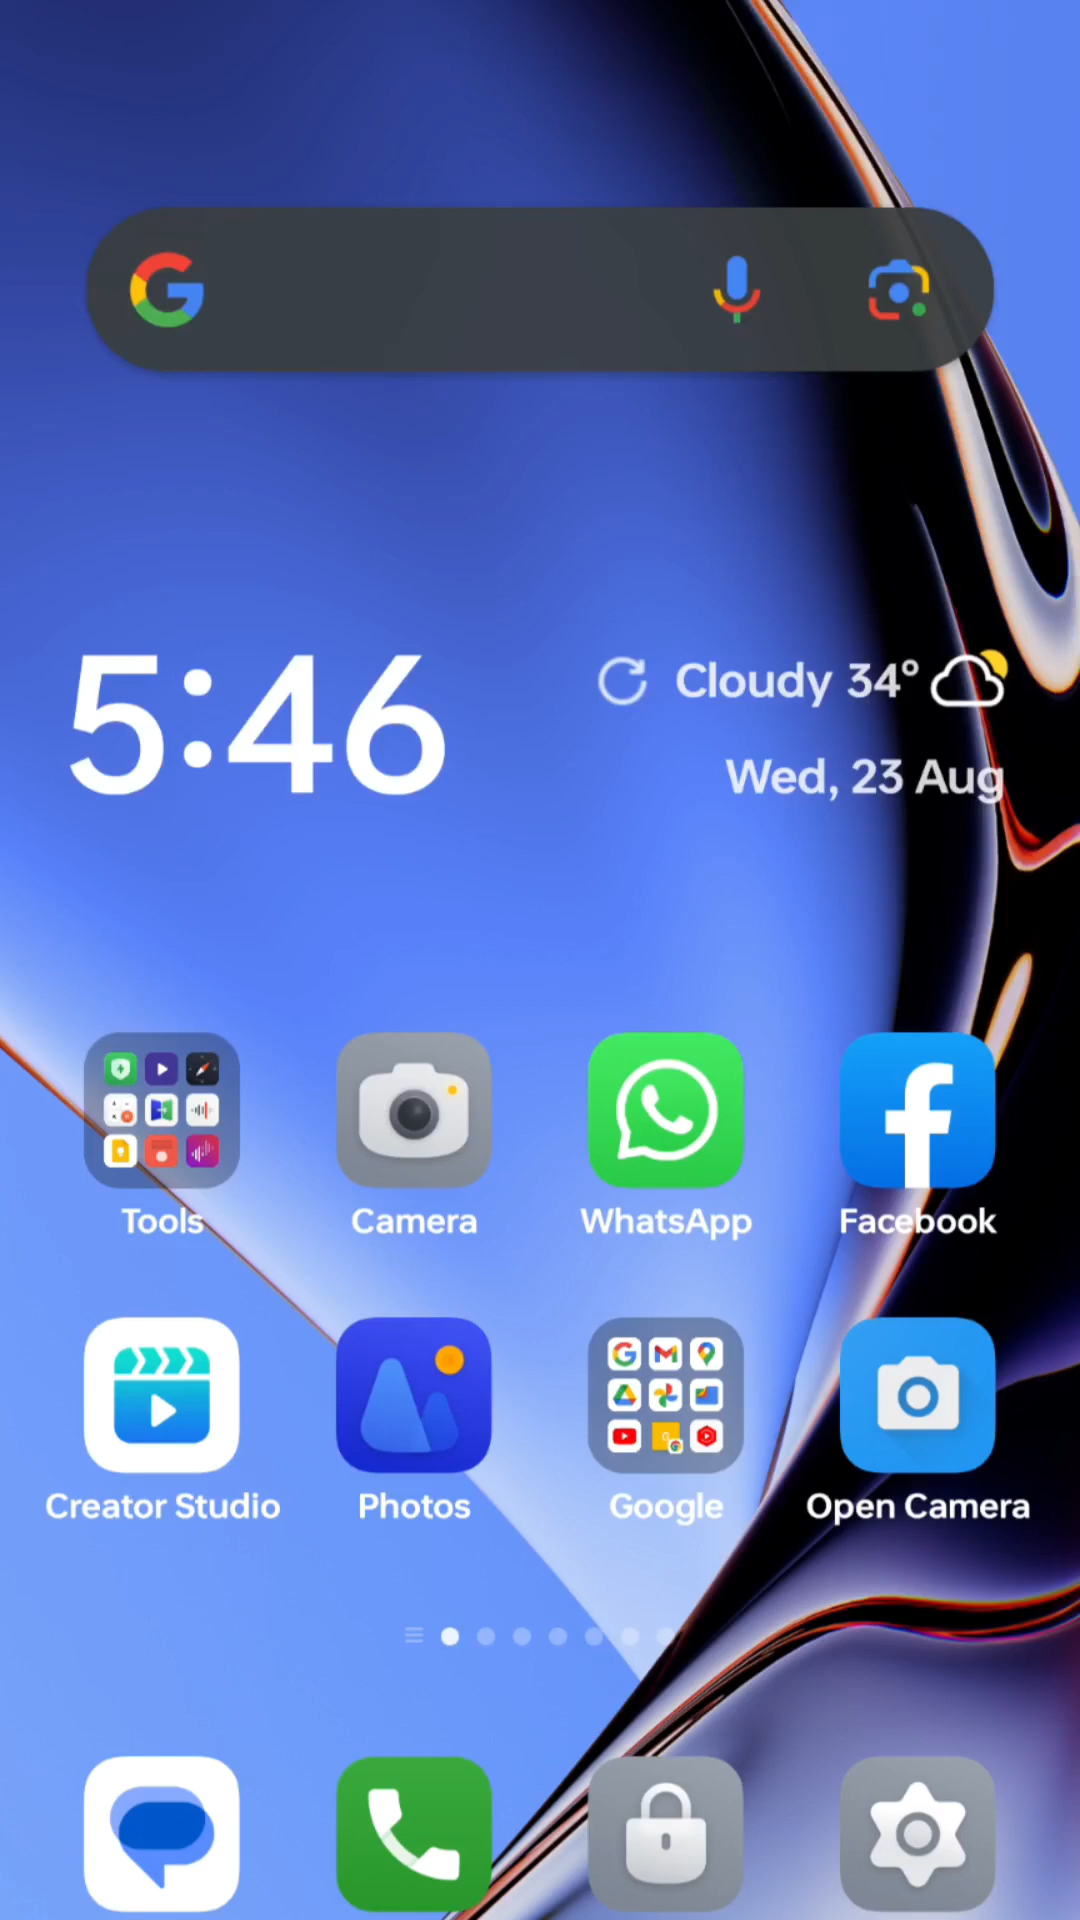 5:46
Cloudy 34°
Wed, 23 Aug
Tools
Camera
WhatsApp
Facebook
Creator Studio
Photos
Google
Open Camera